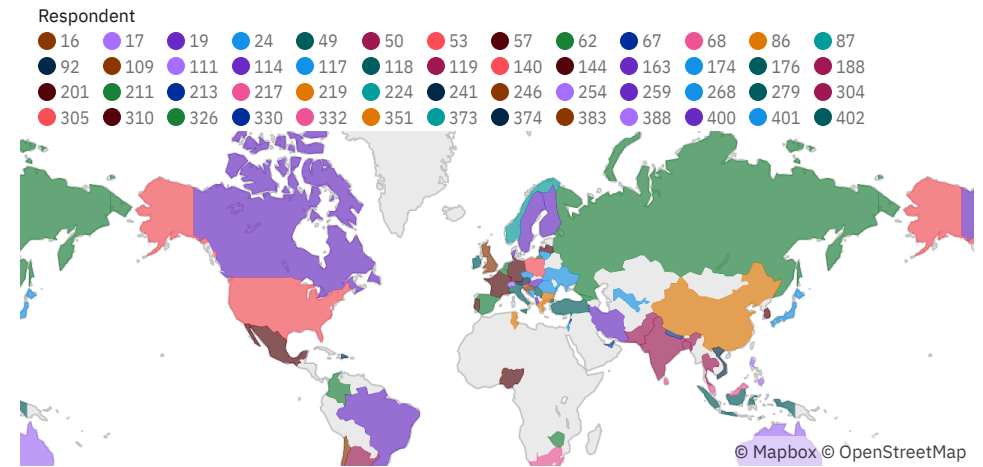 Respondent
16 17 19 24 49 50 53 57 62 67 68 86 87
92 109 111 114 117 118 119 140 144 163 174 176 188
201 211 213 217 219 224 241 246 254 259 268 279 304
305 310 326 330 332 351 373 374 383 388 400 401 402
© Mapbox © OpenStreetMap